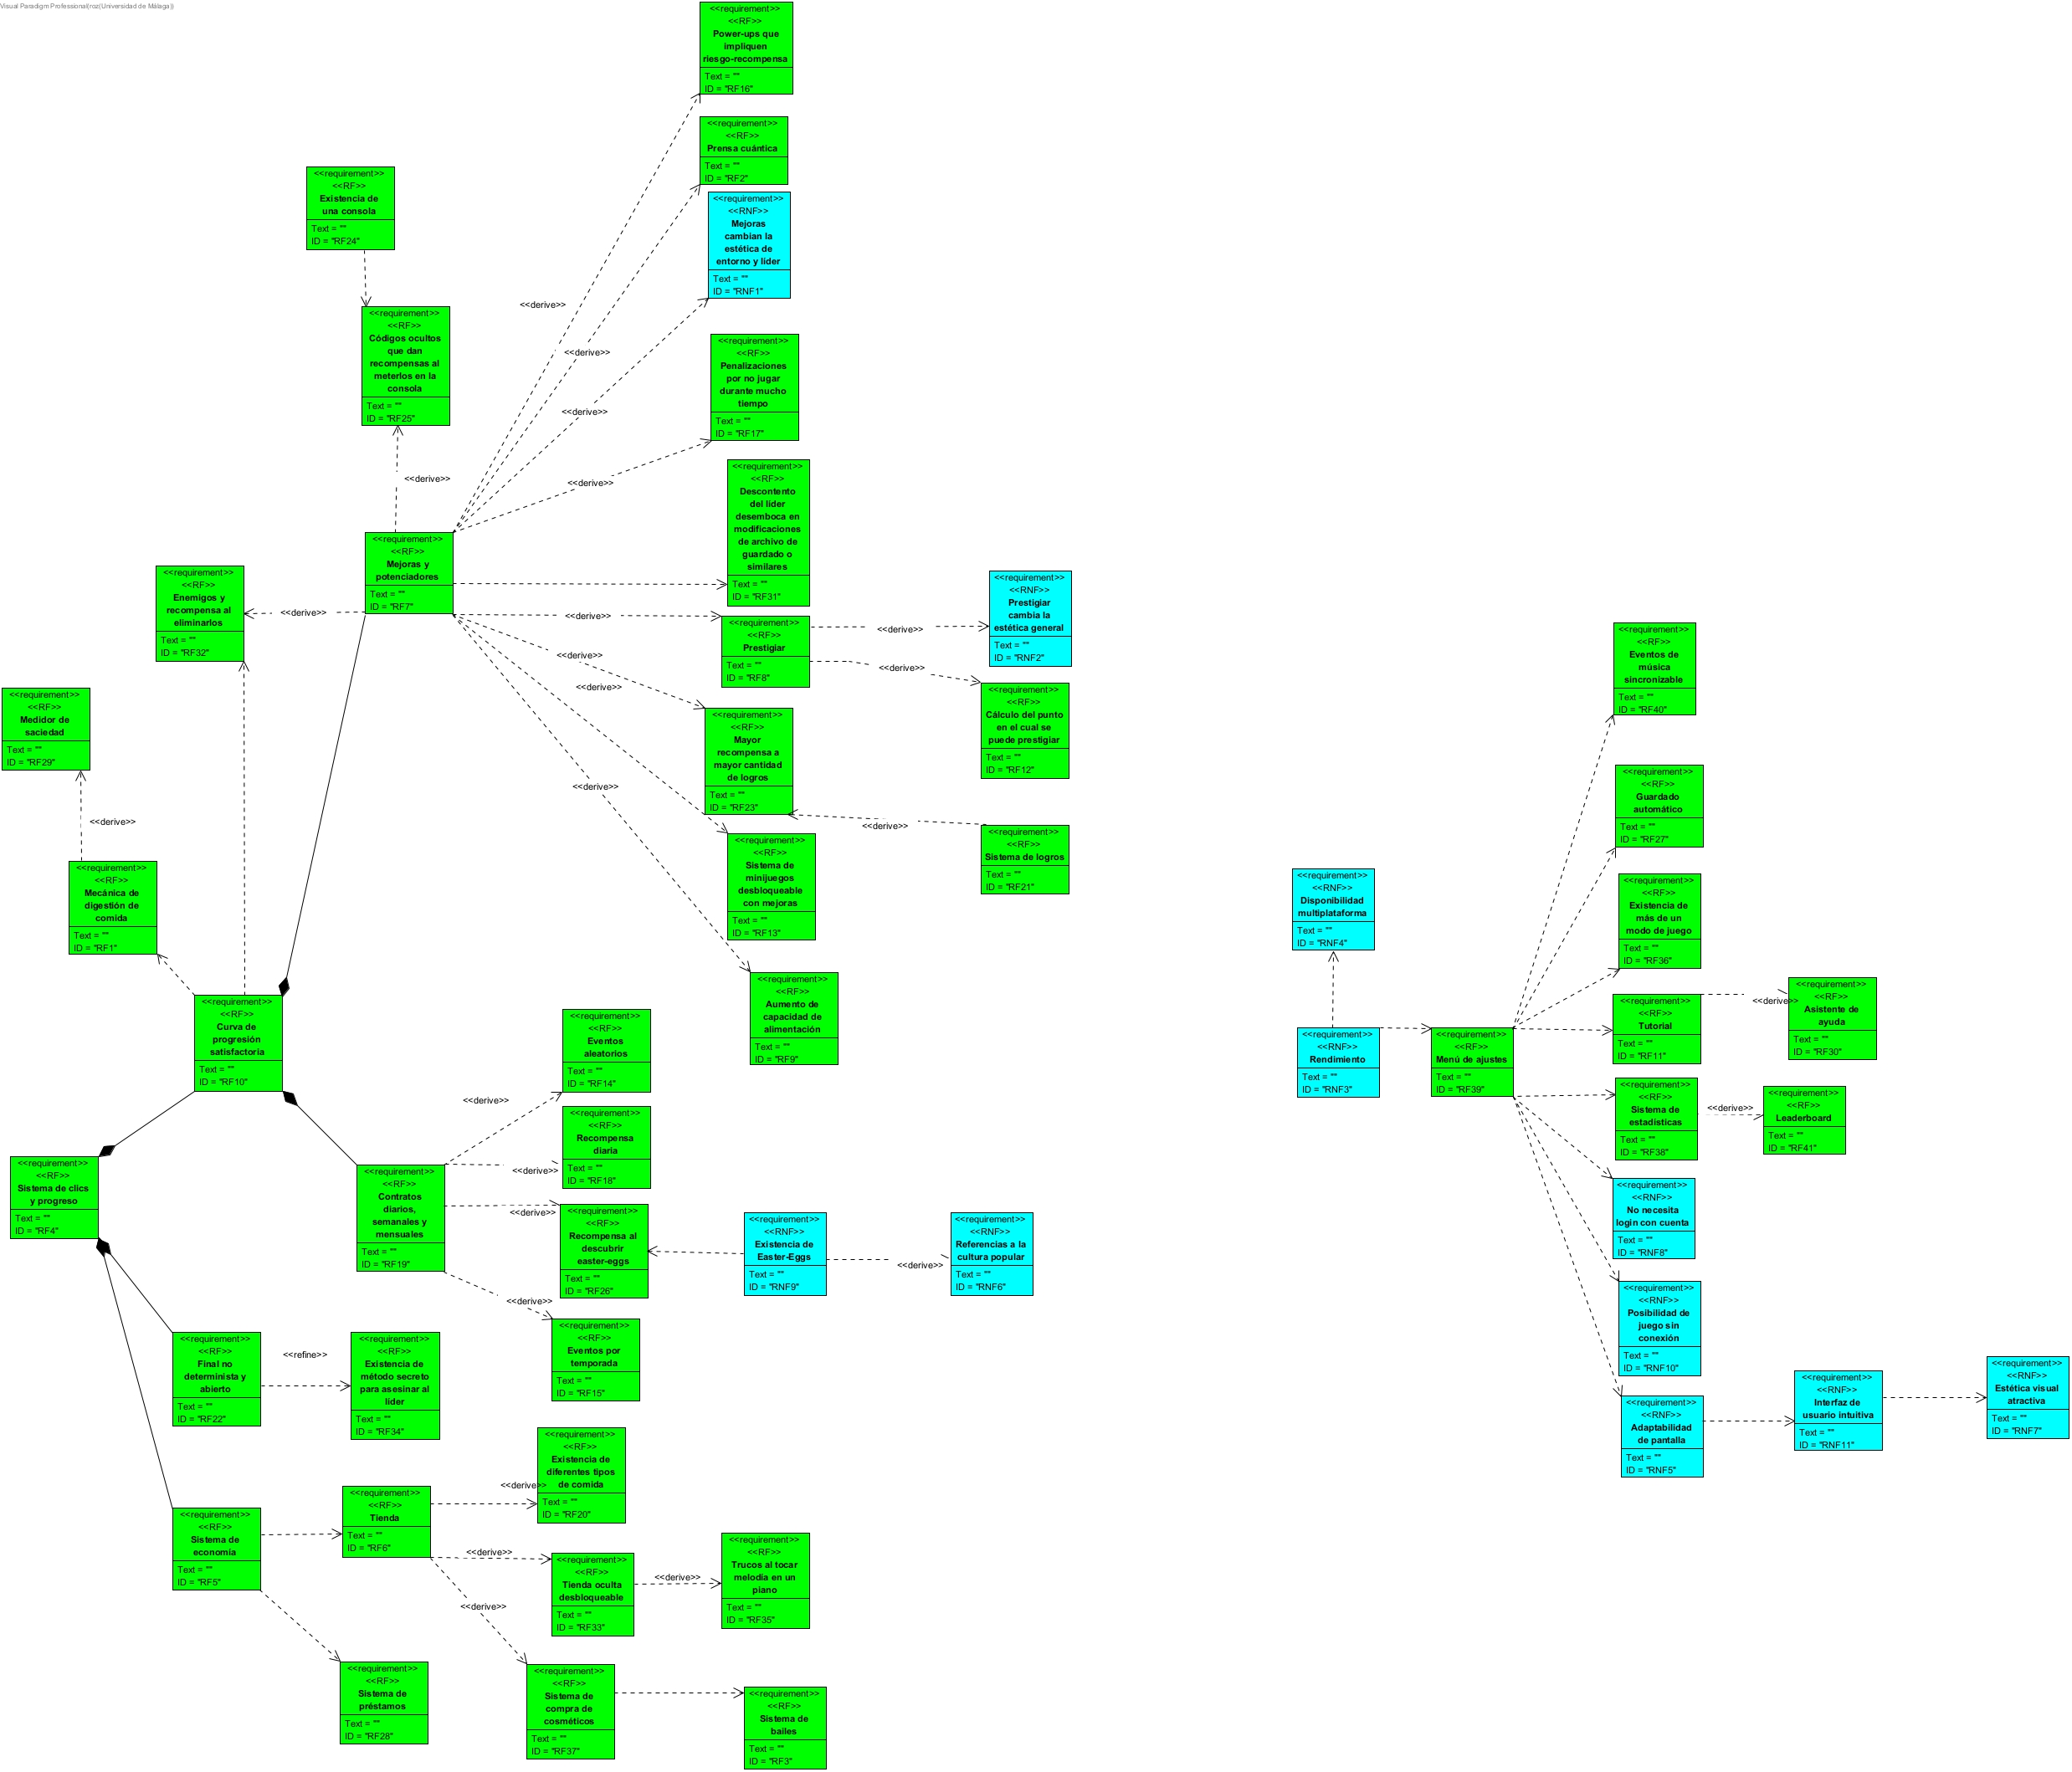 Visual Paradigm Professional(roz(Universidad de Málaga))
<<requirement>>
<<RF>>
Power-ups que
impliquen
riesgo-recompensa
Text = ""
ID = "RF16"
<<requirement>>
<<RF>>
Prensa cuántica
Text = ""
ID = "RF2"
<<requirement>>
<<RF>>
Existencia de
una consola
Text = ""
ID = "RF24"
<<requirement>>
<<RNF>>
Mejoras
cambian la
estética de
entorno y líder
Text = ""
ID = "RNF1"
<<derive>>
<<requirement>>
<<RF>>
Códigos ocultos
que dan
recompensas al
meterlos en la
consola
Text = ""
ID = "RF25"
<<derive>>
<<requirement>>
<<RF>>
Penalizaciones
por no jugar
durante mucho
tiempo
Text = ""
ID = "RF17"
<<derive>>
<<derive>>
<<derive>>
<<requirement>>
<<RF>>
Descontento
del líder
desemboca en
modificaciones
de archivo de
guardado o
similares
Text = ""
ID = "RF31"
<<requirement>>
<<RF>>
Mejoras y
potenciadores
Text = ""
ID = "RF7"
<<requirement>>
<<RF>>
Enemigos y
recompensa al
eliminarlos
Text = ""
ID = "RF32"
<<derive>>
<<derive>>
<<requirement>>
<<RF>>
Prestigiar
Text = ""
ID = "RF8"
<<derive>>
<<requirement>>
<<RNF>>
Prestigiar
cambia la
estética general
Text = ""
ID = "RNF2"
<<derive>>
<<derive>>
<<derive>>
<<requirement>>
<<RF>>
Cálculo del punto
en el cual se
puede prestigiar
Text = ""
ID = "RF12"
<<requirement>>
<<RF>>
Medidor de
saciedad
Text = ""
ID = "RF29"
<<requirement>>
<<RF>>
Mayor
recompensa a
mayor cantidad
de logros
Text = ""
ID = "RF23"
<<derive>>
<<derive>>
<<derive>>
<<requirement>>
<<RF>>
Sistema de logros
Text = ""
ID = "RF21"
<<requirement>>
<<RF>>
Sistema de
minijuegos
desbloqueable
con mejoras
Text = ""
ID = "RF13"
<<requirement>>
<<RF>>
Mecánica de
digestión de
comida
Text = ""
ID = "RF1"
<<requirement>>
<<RF>>
Aumento de
capacidad de
alimentación
Text = ""
ID = "RF9"
<<requirement>>
<<RF>>
Curva de
progresión
satisfactoria
Text = ""
ID = "RF10"
<<requirement>>
<<RF>>
Eventos
aleatorios
Text = ""
ID = "RF14"
<<derive>>
<<requirement>>
<<RF>>
Recompensa
diaria
Text = ""
ID = "RF18"
<<derive>>
<<requirement>>
<<RF>>
Sistema de clics
y progreso
Text = ""
ID = "RF4"
<<requirement>>
<<RF>>
Contratos
diarios,
semanales y
mensuales
Text = ""
ID = "RF19"
<<derive>>
<<requirement>>
<<RF>>
Recompensa al
descubrir
easter-eggs
Text = ""
ID = "RF26"
<<requirement>>
<<RNF>>
Existencia de
Easter-Eggs
Text = ""
ID = "RNF9"
<<derive>>
<<requirement>>
<<RNF>>
Referencias a la
cultura popular
Text = ""
ID = "RNF6"
<<derive>>
<<requirement>>
<<RF>>
Eventos por
temporada
Text = ""
ID = "RF15"
<<requirement>>
<<RF>>
Final no
determinista y
abierto
Text = ""
ID = "RF22"
<<refine>>
<<requirement>>
<<RF>>
Existencia de
método secreto
para asesinar al
líder
Text = ""
ID = "RF34"
<<requirement>>
<<RF>>
Existencia de
diferentes tipos
de comida
Text = ""
ID = "RF20"
<<derive>>
<<requirement>>
<<RF>>
Tienda
Text = ""
ID = "RF6"
<<requirement>>
<<RF>>
Sistema de
economía
Text = ""
ID = "RF5"
<<derive>>
<<requirement>>
<<RF>>
Tienda oculta
desbloqueable
Text = ""
ID = "RF33"
<<derive>>
<<requirement>>
<<RF>>
Trucos al tocar
melodía en un
piano
Text = ""
ID = "RF35"
<<derive>>
<<requirement>>
<<RF>>
Sistema de
préstamos
Text = ""
ID = "RF28"
<<requirement>>
<<RF>>
Sistema de
compra de
cosméticos
Text = ""
ID = "RF37"
<<requirement>>
<<RF>>
Sistema de
bailes
Text = ""
ID = "RF3"
<<requirement>>
<<RF>>
Eventos de
música
sincronizable
Text = ""
ID = "RF40"
<<requirement>>
<<RF>>
Guardado
automático
Text = ""
ID = "RF27"
<<requirement>>
<<RNF>>
Disponibilidad
multiplataforma
Text = ""
ID = "RNF4"
<<requirement>>
<<RF>>
Existencia de
más de un
modo de juego
Text = ""
ID = "RF36"
<<requirement>>
<<RNF>>
Rendimiento
Text = ""
ID = "RNF3"
<<requirement>>
<<RF>>
Menú de ajustes
Text = ""
ID = "RF39"
<<requirement>>
<<RF>>
Tutorial
Text = ""
ID = "RF11"
<<derive>>
<<requirement>>
<<RF>>
Asistente de
ayuda
Text = ""
ID = "RF30"
<<requirement>>
<<RF>>
Sistema de
estadísticas
Text = ""
ID = "RF38"
<<derive>>
<<requirement>>
<<RF>>
Leaderboard
Text = ""
ID = "RF41"
<<requirement>>
<<RNF>>
No necesita
login con cuenta
Text = ""
ID = "RNF8"
<<requirement>>
<<RNF>>
Posibilidad de
juego sin
conexión
Text = ""
ID = "RNF10"
<<requirement>>
<<RNF>>
Adaptabilidad
de pantalla
Text = ""
ID = "RNF5"
<<requirement>>
<<RNF>>
Interfaz de
usuario intuitiva
Text = ""
ID = "RNF11"
<<requirement>>
<<RNF>>
Estética visual
atractiva
Text = ""
ID = "RNF7"